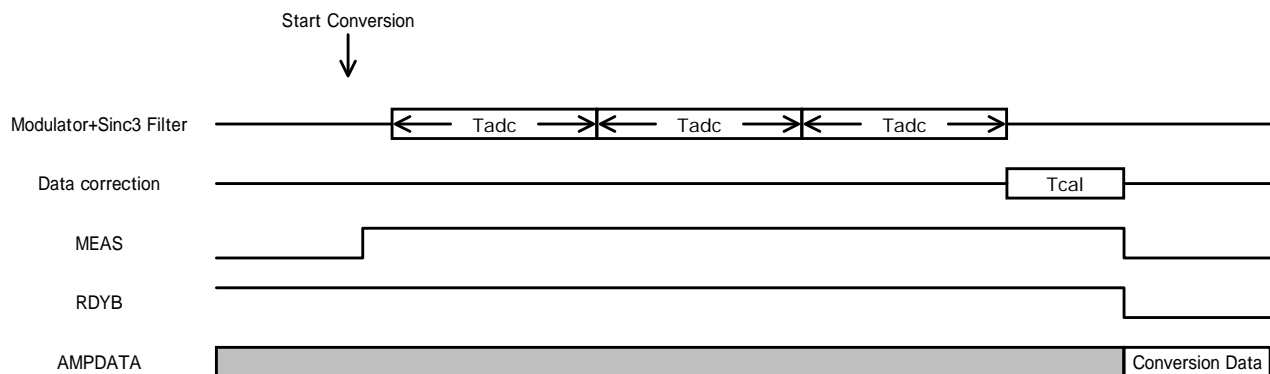 Start Conversion
Modulator+Sinc3 Filter
Tadc Tadc Tadc
Data correction
Tcal
MEAS
RDYB
AMPDATA
Conversion Data